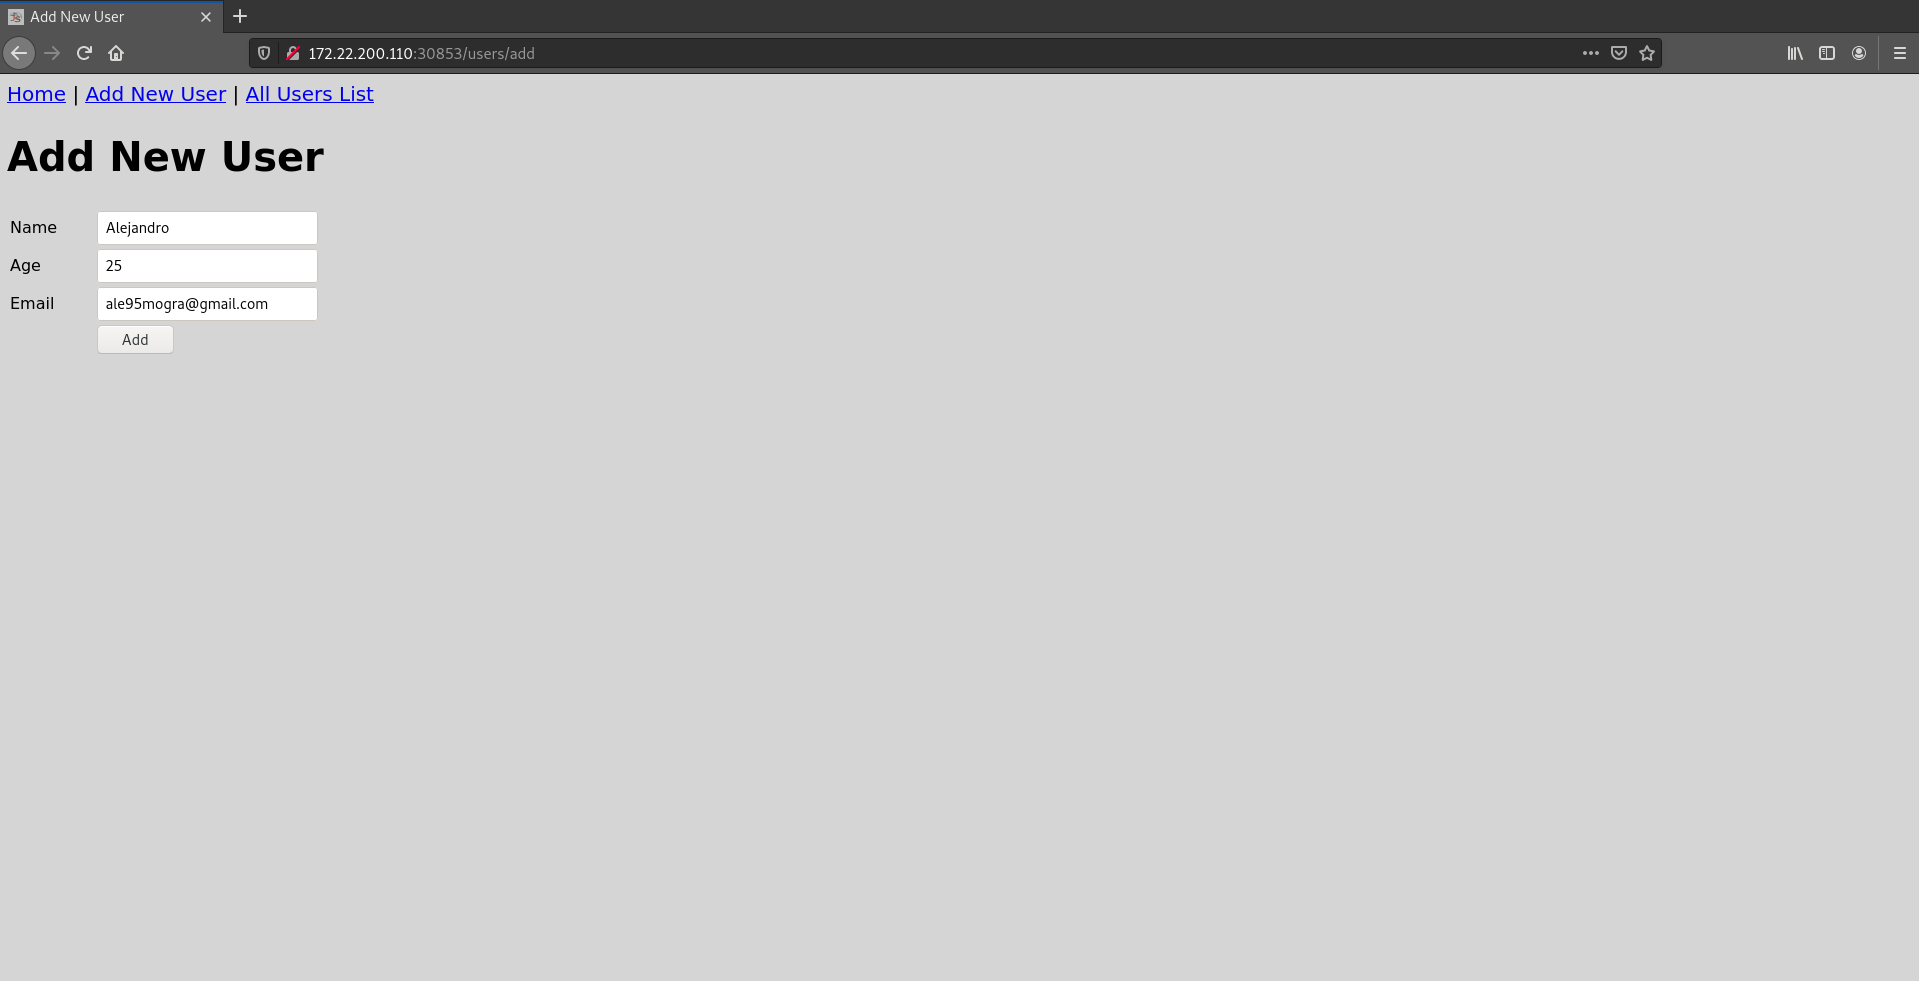 Add New User
172.22.200.110:30853/users/add
Home | Add New User | All Users List
Add New User
Name Alejandro
Age 25
Email ale95mogra@gmail.com
Add